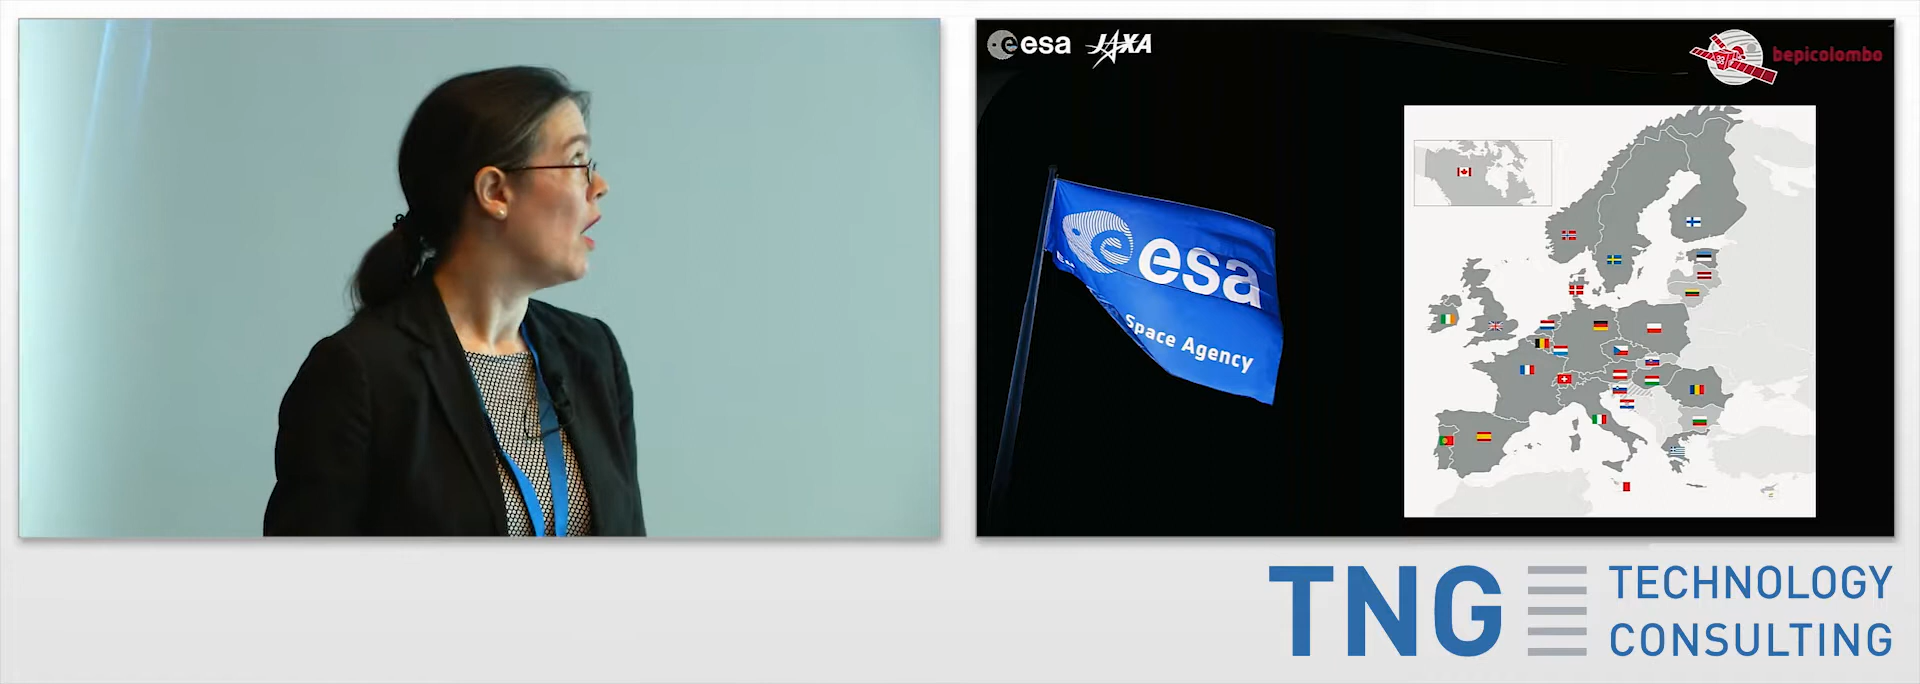 esa JAXA
bepicolombo
esa
Space Agency
TNG TECHNOLOGY
CONSULTING